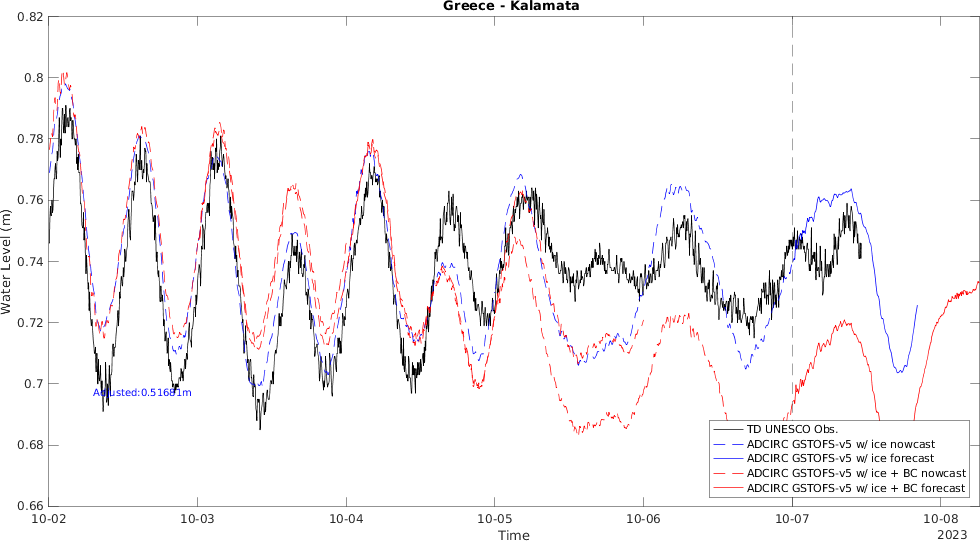 Greece - Kalamata
0.82
0.8
0.78
0.76
0.74
0.72
0.7
0.68
0.66
Water Level (m)
Adjusted:0.51681m
TD UNESCO Obs.
ADCIRC GSTOFS-v5 w/ ice nowcast
ADCIRC GSTOFS-v5 w/ ice forecast
ADCIRC GSTOFS-v5 w/ ice + BC nowcast
ADCIRC GSTOFS-v5 w/ ice + BC forecast
10-02 10-03 10-04 10-05 10-06 10-07 10-08
Time
2023